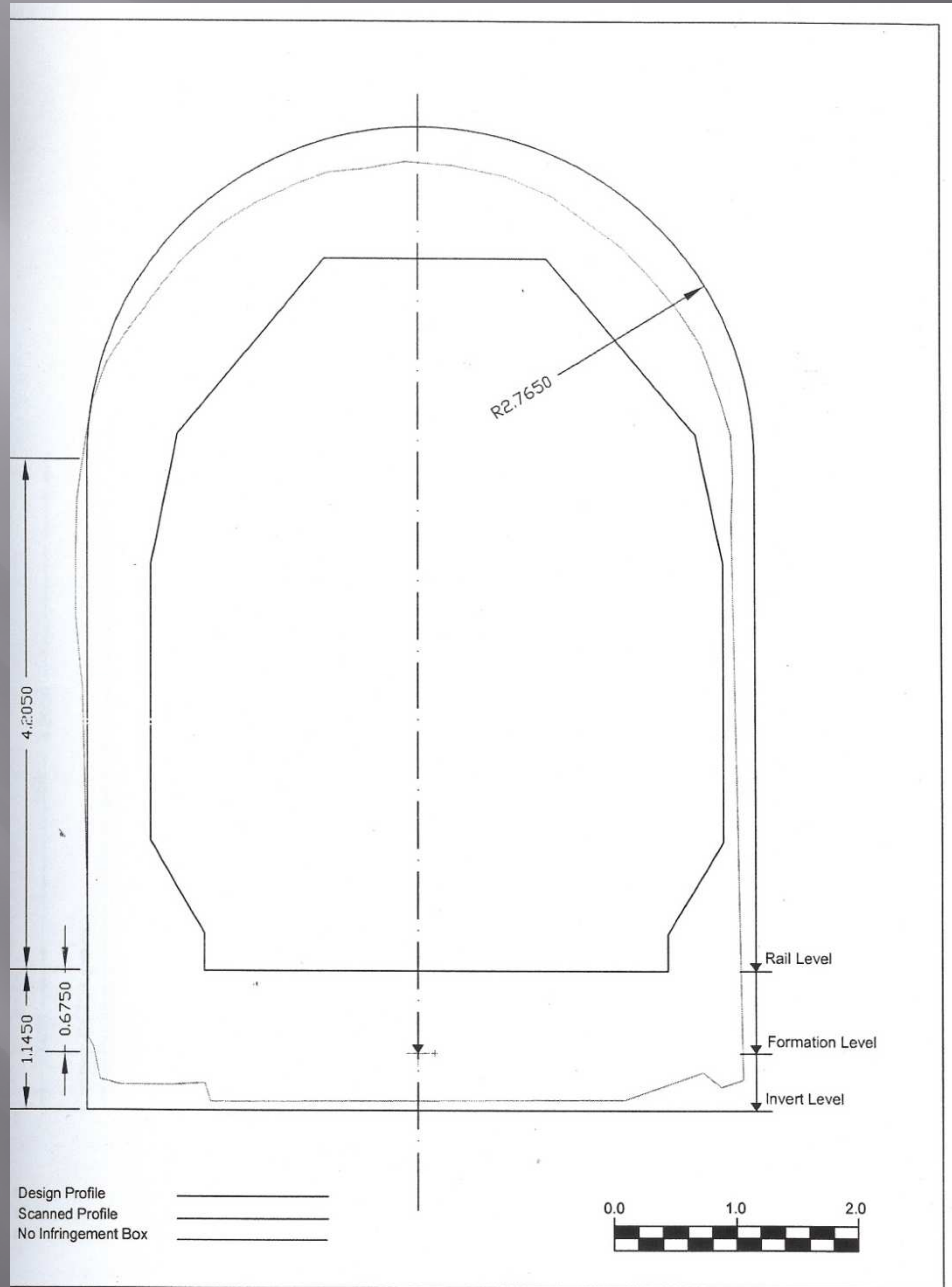 R2.7650
4.2050
0.6750
1.1450
Rail Level
Formation Level
Invert Level
Design Profile
Scanned Profile
No Infringement Box
0.0 1.0 2.0